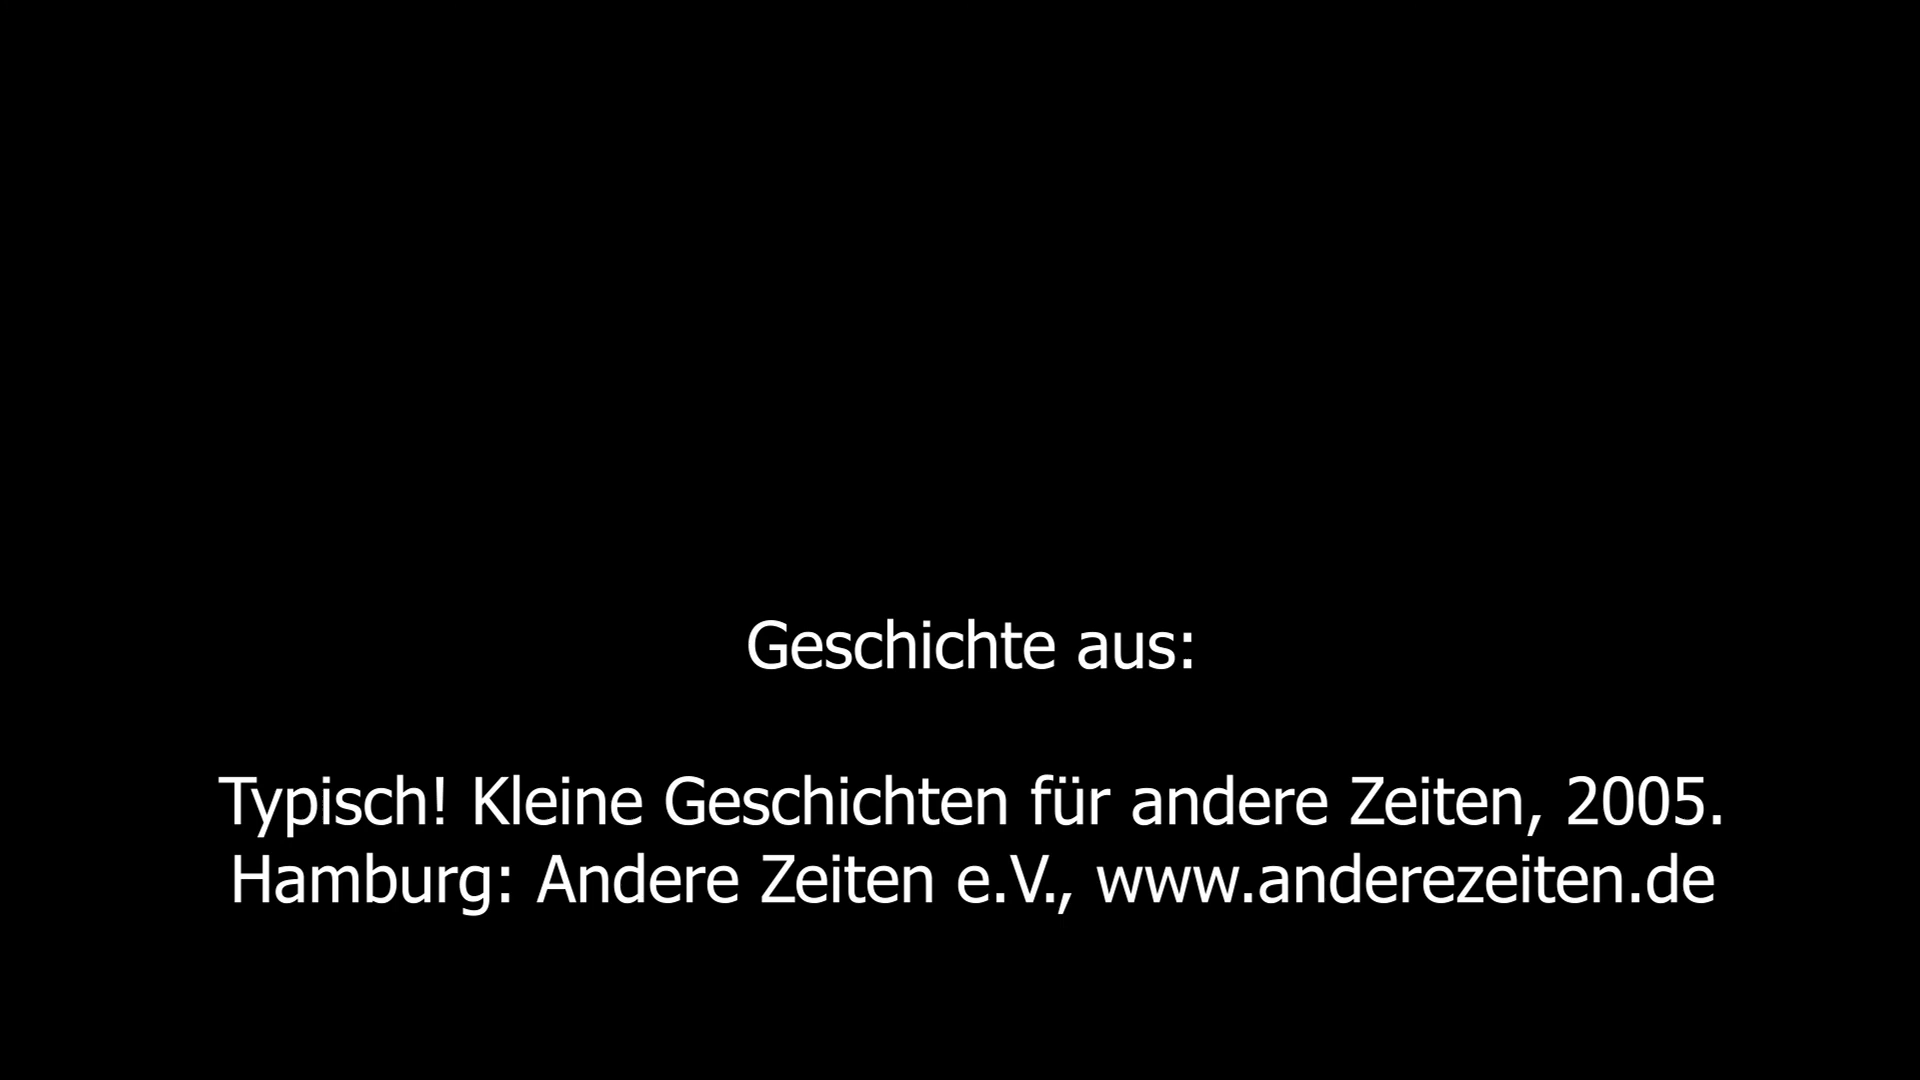 Geschichte aus:
Typisch! Kleine Geschichten für andere Zeiten, 2005.
Hamburg: Andere Zeiten e.V., www.anderezeiten.de